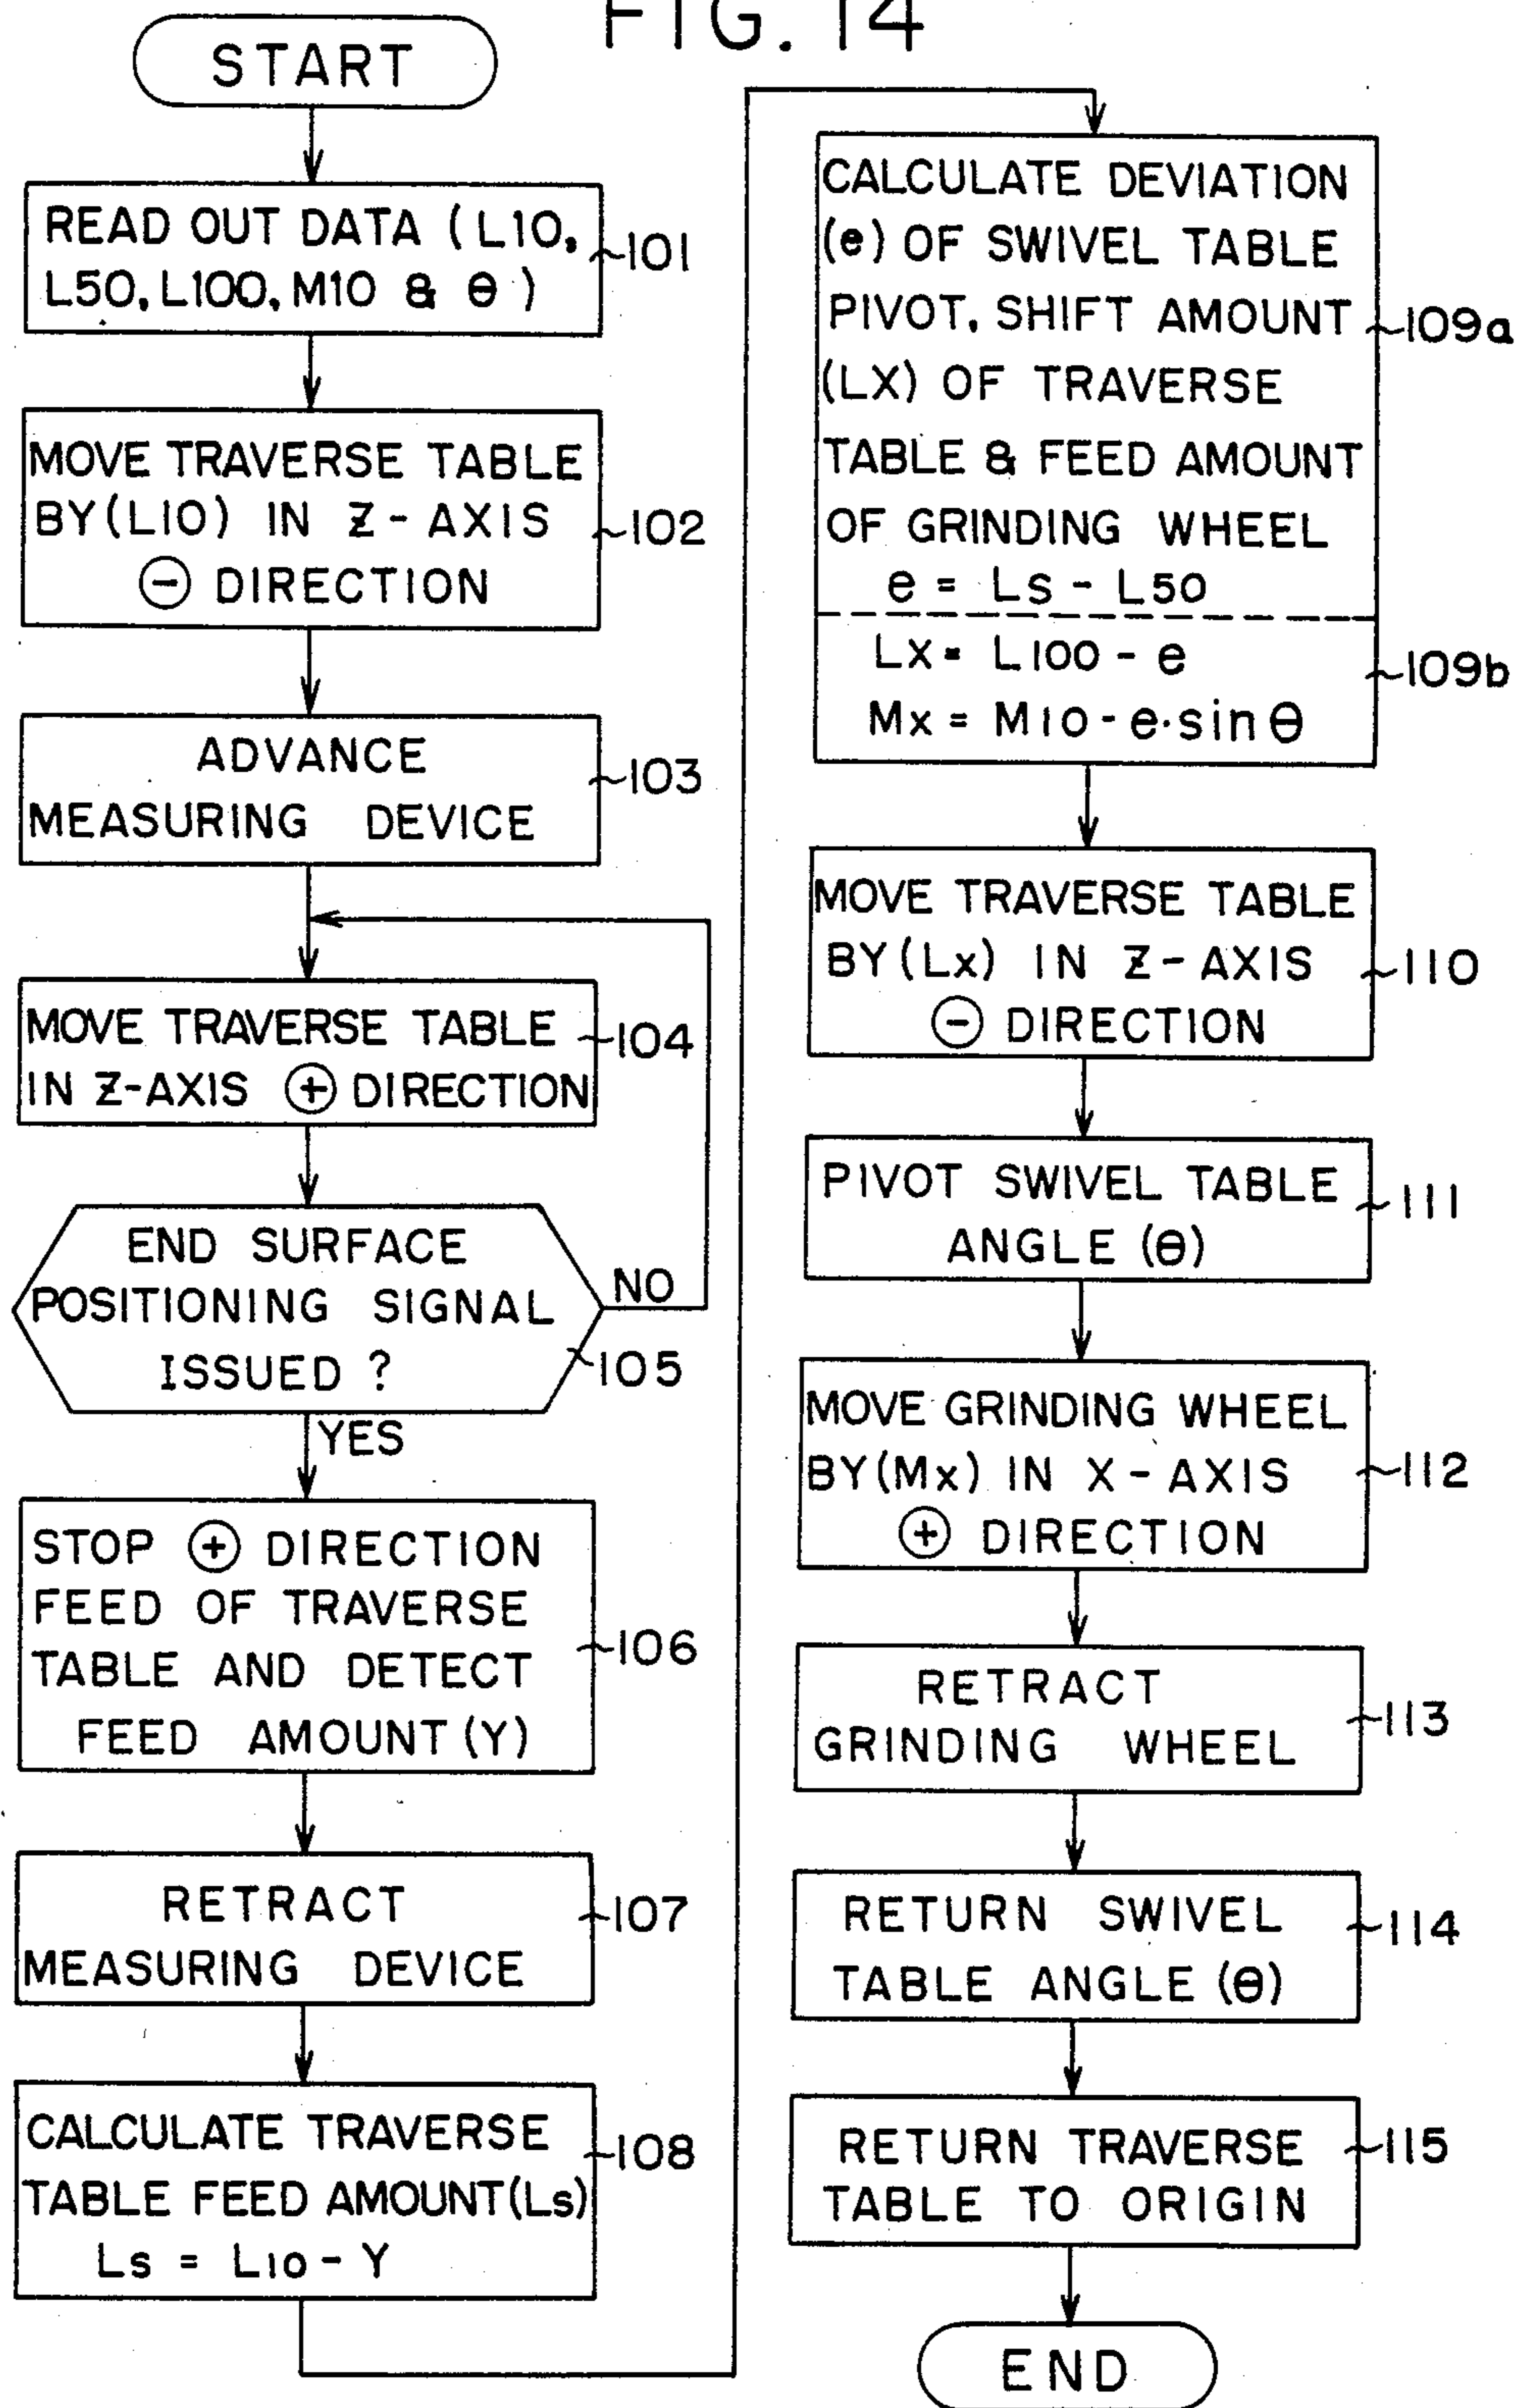 FIG. 14
START
READ OUT DATA (L10,
L50, L100, M10 & θ)
101
MOVE TRAVERSE TABLE
BY (L10) IN Z-AXIS
⊖ DIRECTION
102
ADVANCE
MEASURING DEVICE
103
MOVE TRAVERSE TABLE
IN Z-AXIS ⊕ DIRECTION
104
END SURFACE
POSITIONING SIGNAL
ISSUED ?
105
NO
YES
STOP ⊕ DIRECTION
FEED OF TRAVERSE
TABLE AND DETECT
FEED AMOUNT (Y)
106
RETRACT
MEASURING DEVICE
107
CALCULATE TRAVERSE
TABLE FEED AMOUNT (Ls)
Ls = L10 - Y
108
CALCULATE DEVIATION
(e) OF SWIVEL TABLE
PIVOT, SHIFT AMOUNT
(LX) OF TRAVERSE
TABLE & FEED AMOUNT
OF GRINDING WHEEL
e = Ls - L50
109a
Lx = L100 - e
Mx = M10 - e·sin θ
109b
MOVE TRAVERSE TABLE
BY (Lx) IN Z-AXIS
⊖ DIRECTION
110
PIVOT SWIVEL TABLE
ANGLE (θ)
111
MOVE GRINDING WHEEL
BY (Mx) IN X-AXIS
⊕ DIRECTION
112
RETRACT
GRINDING WHEEL
113
RETURN SWIVEL
TABLE ANGLE (θ)
114
RETURN TRAVERSE
TABLE TO ORIGIN
115
END